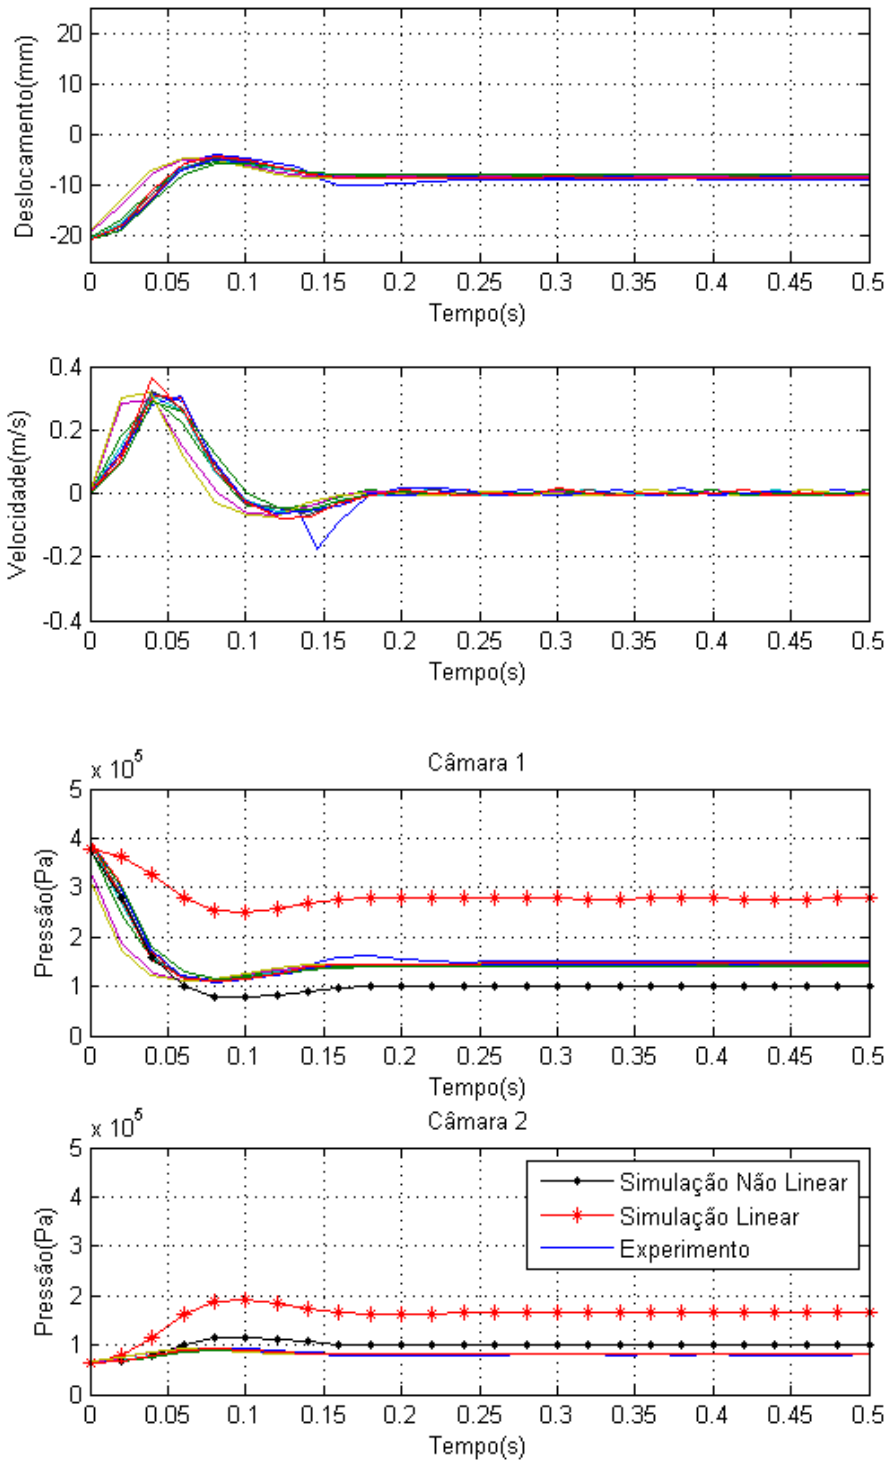 20
10
0
-10
-20
Deslocamento(mm)
0 0.05 0.1 0.15 0.2 0.25 0.3 0.35 0.4 0.45 0.5
Tempo(s)
0.4
0.2
0
-0.2
-0.4
Velocidade(m/s)
0 0.05 0.1 0.15 0.2 0.25 0.3 0.35 0.4 0.45 0.5
Tempo(s)
x 10^5
Câmara 1
5
4
3
2
1
0
Pressão(Pa)
0 0.05 0.1 0.15 0.2 0.25 0.3 0.35 0.4 0.45 0.5
Tempo(s)
x 10^5
Câmara 2
5
4
3
2
1
0
Pressão(Pa)
Simulação Não Linear
Simulação Linear
Experimento
0 0.05 0.1 0.15 0.2 0.25 0.3 0.35 0.4 0.45 0.5
Tempo(s)